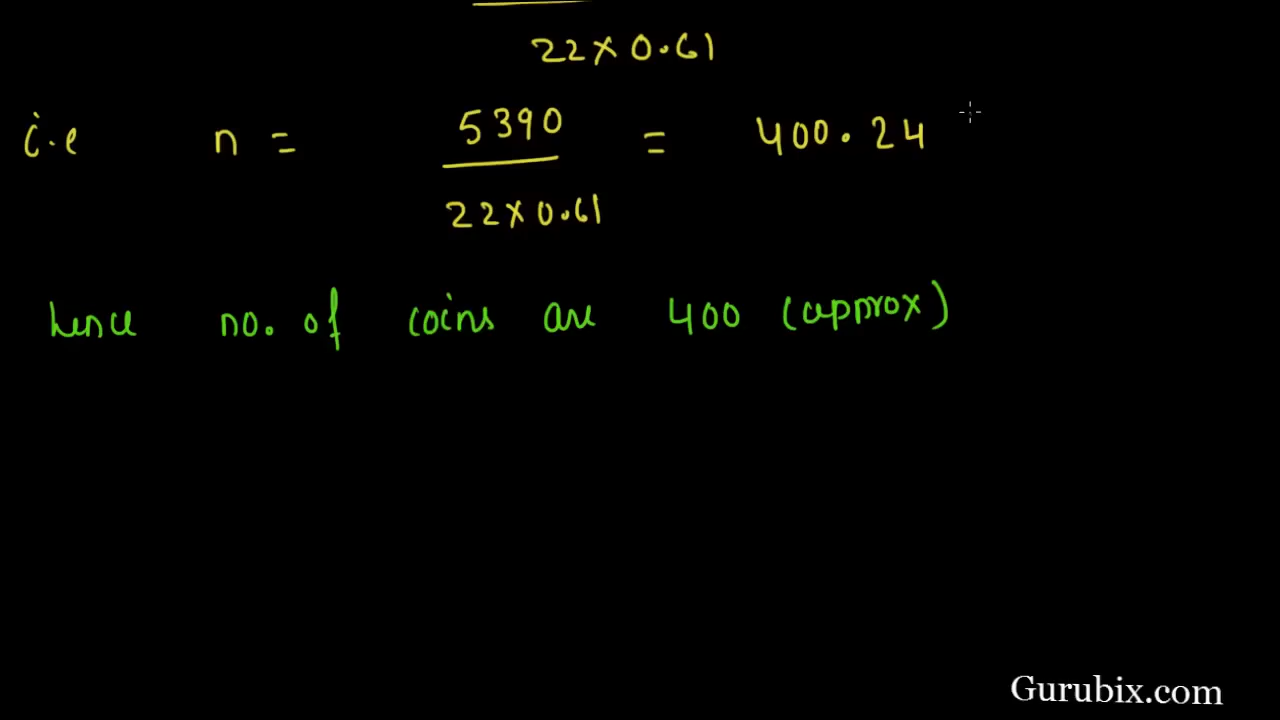 22×0.61
i.e n = 5390 = 400.24
22×0.61
hence no. of coins are 400 (approx)
Gurubix.com